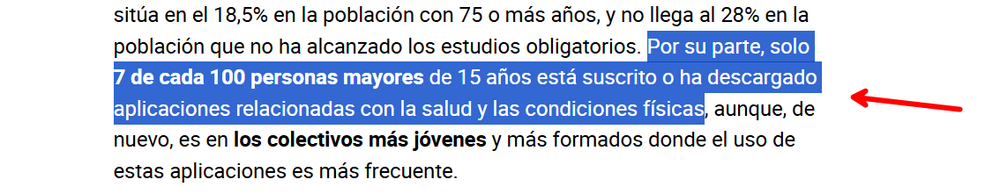 sitúa en el 18,5% en la población con 75 o más años, y no llega al 28% en la
población que no ha alcanzado los estudios obligatorios. Por su parte, solo
7 de cada 100 personas mayores de 15 años está suscrito o ha descargado
aplicaciones relacionadas con la salud y las condiciones físicas, aunque, de
nuevo, es en los colectivos más jóvenes y más formados donde el uso de
estas aplicaciones es más frecuente.